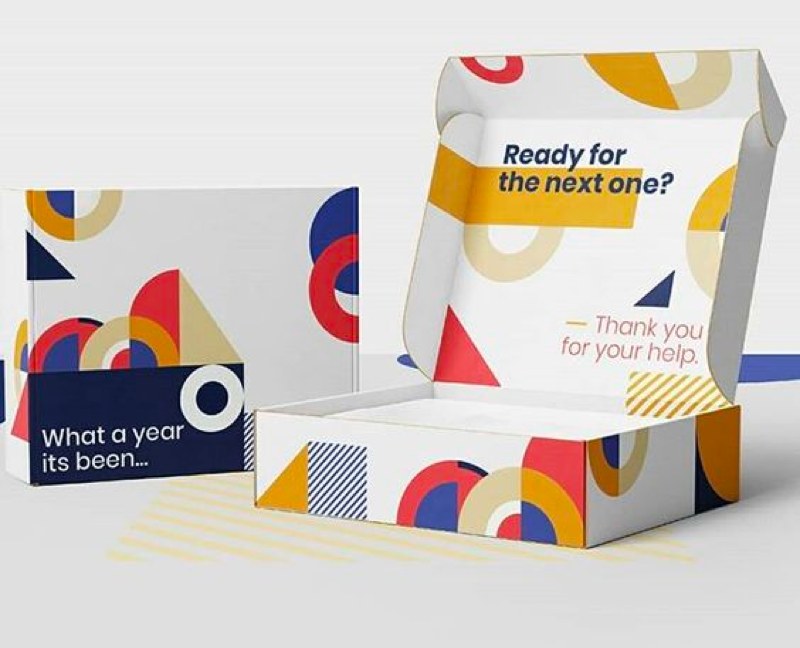 What a year
its been...
Ready for
the next one?
— Thank you
for your help.